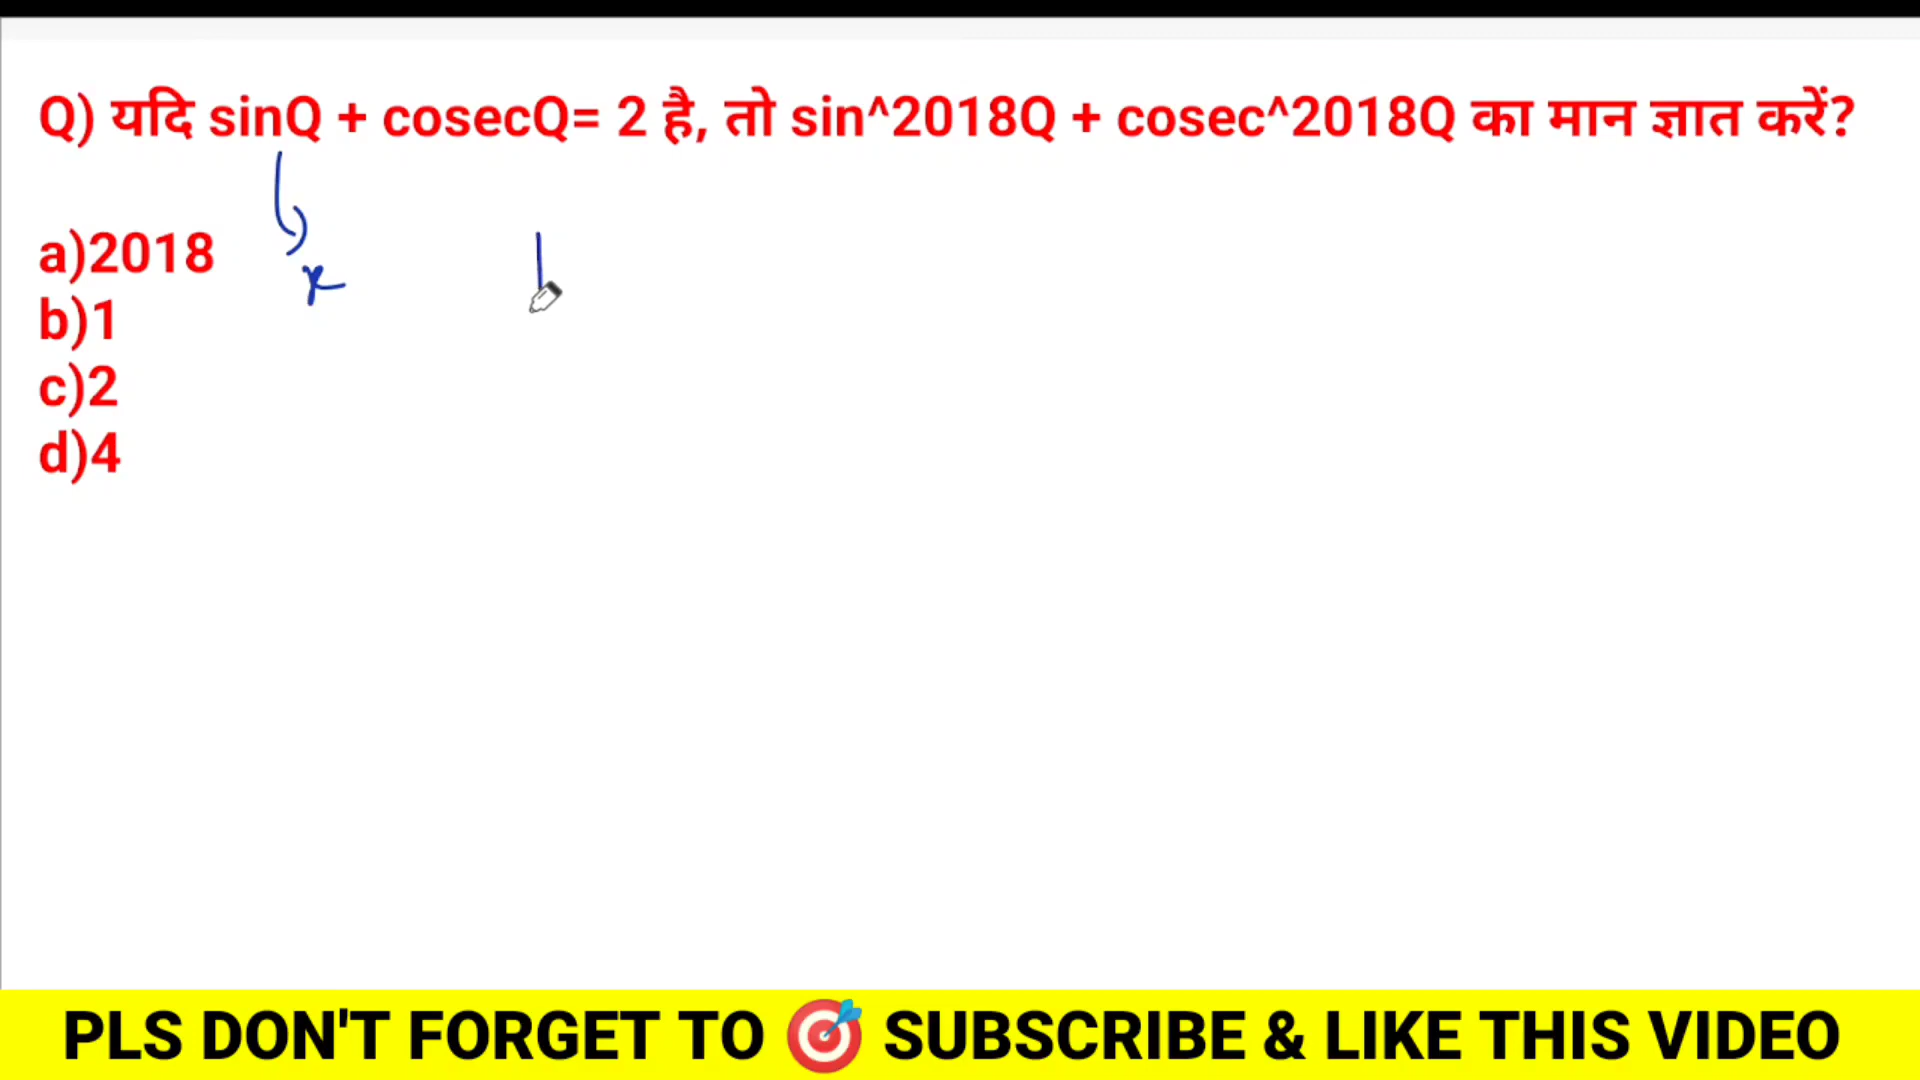 Q) यदि sinQ + cosecQ= 2 है, तो sin^2018Q + cosec^2018Q का मान ज्ञात करें?
a)2018
x
b)1
c)2
d)4
PLS DON'T FORGET TO 🎯 SUBSCRIBE & LIKE THIS VIDEO